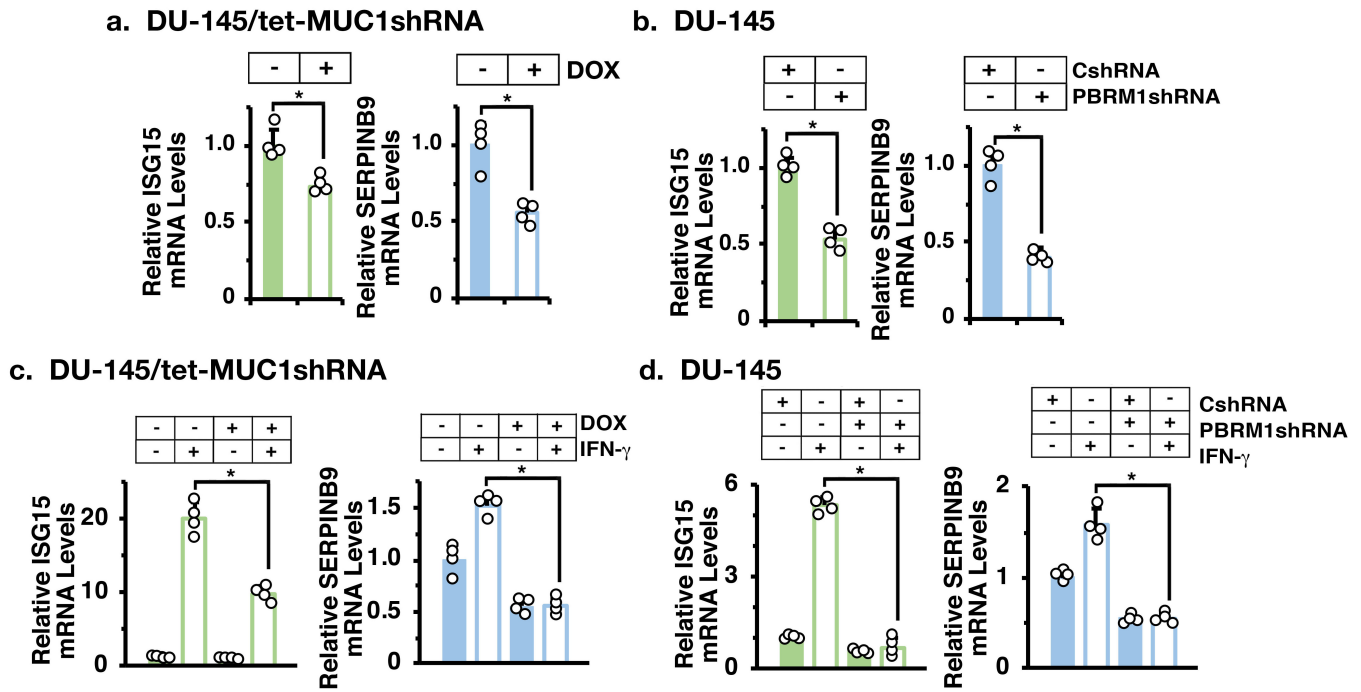 a. DU-145/tet-MUC1shRNA
- + - + DOX
* *
Relative ISG15
mRNA Levels
1.0
0.5
0
Relative SERPINB9
mRNA Levels
1.0
0.5
0
b. DU-145
+ - + - CshRNA
- + - + PBRM1shRNA
* *
Relative ISG15
mRNA Levels
1.0
0.5
0
Relative SERPINB9
mRNA Levels
1.0
0.5
0
c. DU-145/tet-MUC1shRNA
- - + + - - + + DOX
- + - + - + - + IFN-γ
* *
Relative ISG15
mRNA Levels
20
10
0
Relative SERPINB9
mRNA Levels
1.5
1.0
0.5
0
d. DU-145
+ - + - + - + - CshRNA
- - + + - - + + PBRM1shRNA
- + - + - + - + IFN-γ
* *
Relative ISG15
mRNA Levels
6
3
0
Relative SERPINB9
mRNA Levels
2
1
0